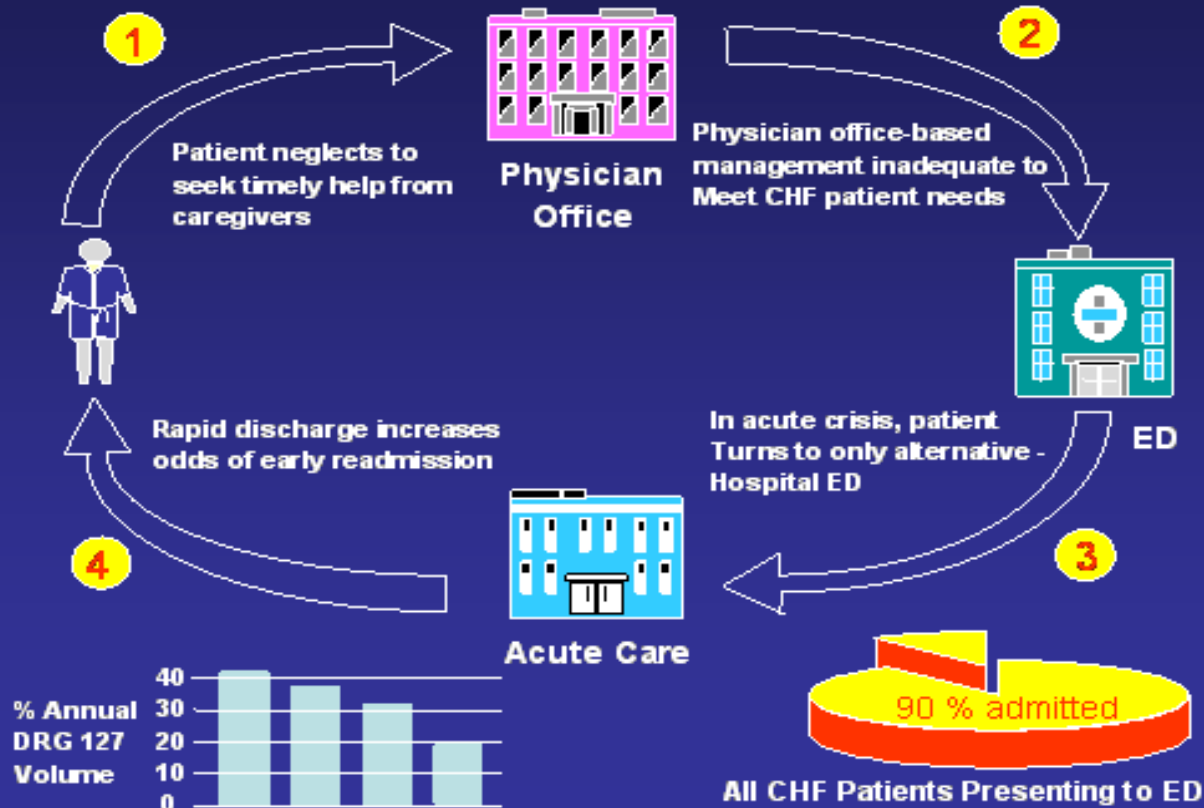 1
2
Patient neglects to
seek timely help from
caregivers
Physician
Office
Physician office-based
management inadequate to
Meet CHF patient needs
ED
In acute crisis, patient
Turns to only alternative -
Hospital ED
3
Rapid discharge increases
odds of early readmission
4
Acute Care
% Annual
DRG 127
Volume
40
30
20
10
0
90 % admitted
All CHF Patients Presenting to ED